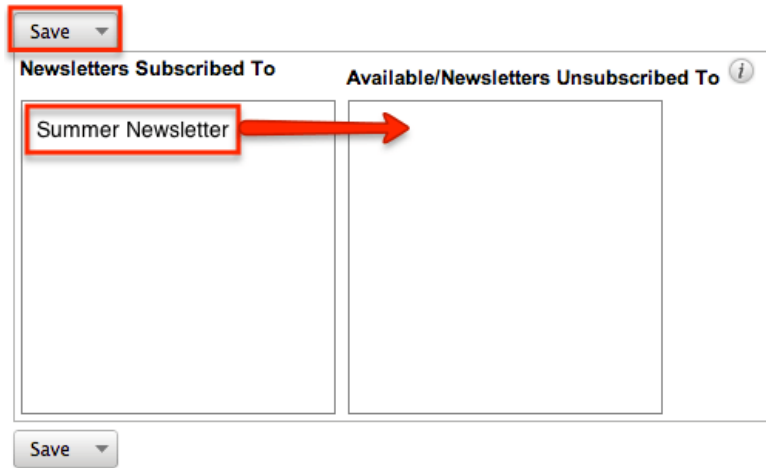 Save
Newsletters Subscribed To
Available/Newsletters Unsubscribed To i
Summer Newsletter
Save